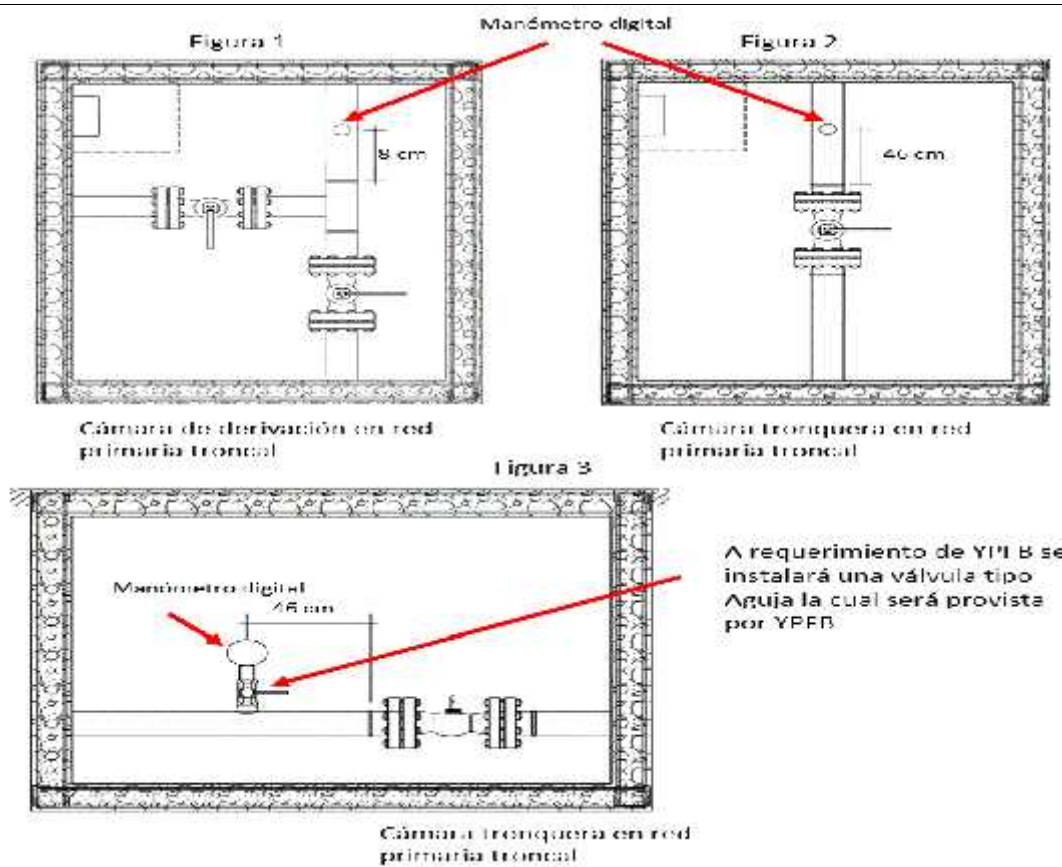 Manómetro digital
Figura 1
Figura 2
8 cm
46 cm
Cámara de derivación en red
primaria troncal
Cámara tronquera en red
primaria troncal
Figura 3
Manómetro digital
46 cm
A requerimiento de YPFB se
instalará una válvula tipo
Aguja la cual será provista
por YPFB
Cámara tronquera en red
primaria troncal